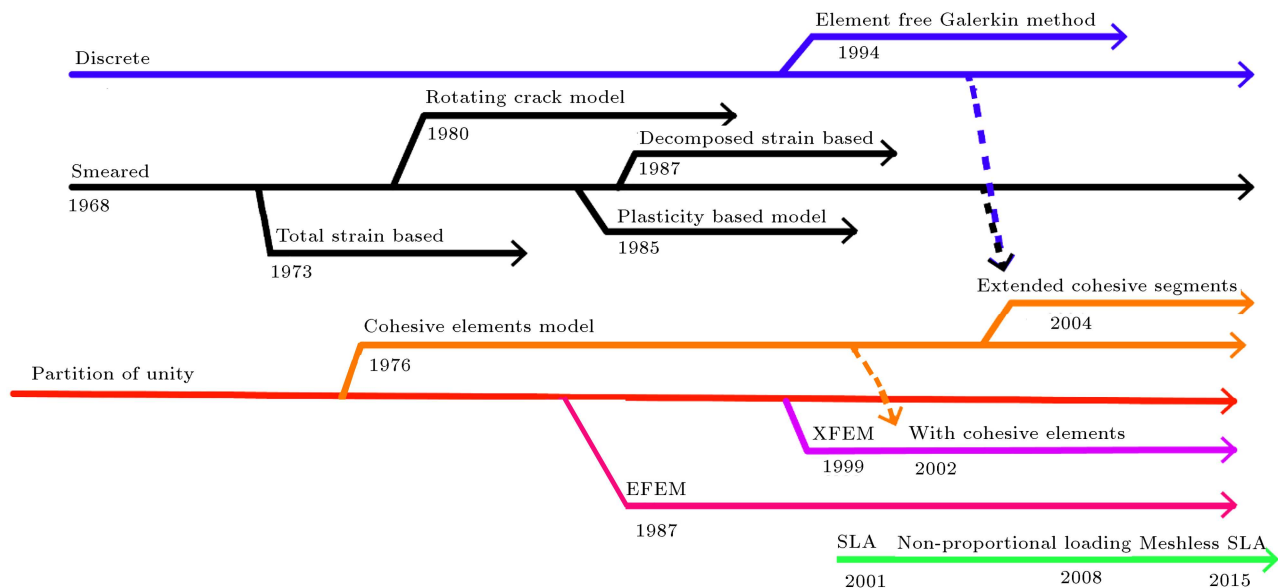 Element free Galerkin method
1994
Discrete
Rotating crack model
1980
Decomposed strain based
1987
Smeared
1968
Plasticity based model
1985
Total strain based
1973
Extended cohesive segments
2004
Cohesive elements model
1976
Partition of unity
XFEM With cohesive elements
1999 2002
EFEM
1987
SLA Non-proportional loading Meshless SLA
2001 2008 2015